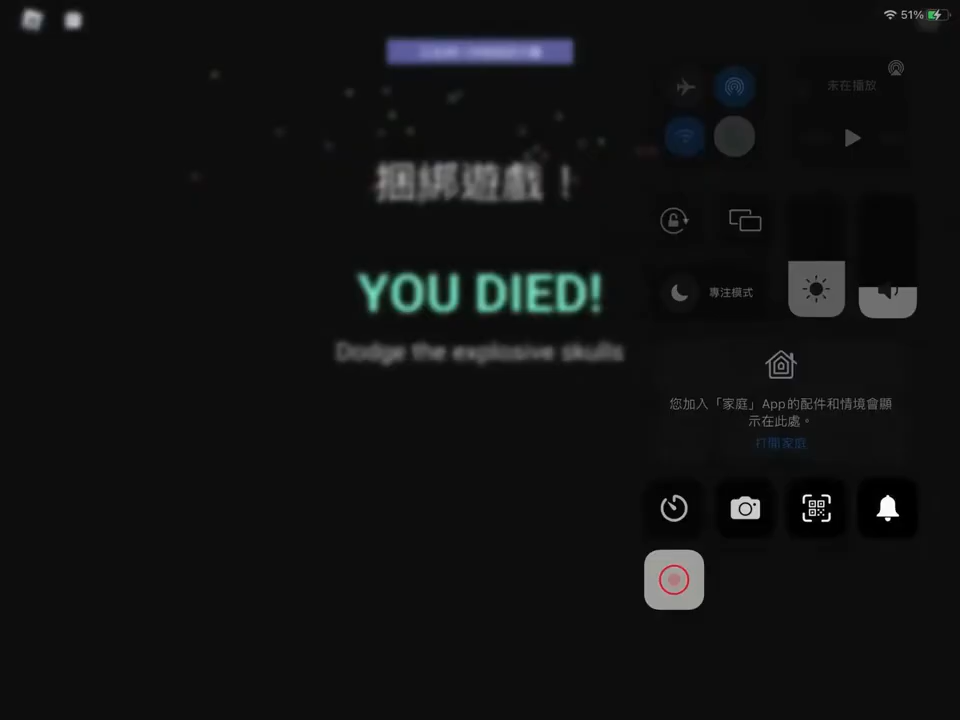 51%
未在播放
捆綁遊戲！
YOU DIED!
專注模式
Dodge the explosive skulls
您加入「家庭」App的配件和情境會顯
示在此處。
打開家庭